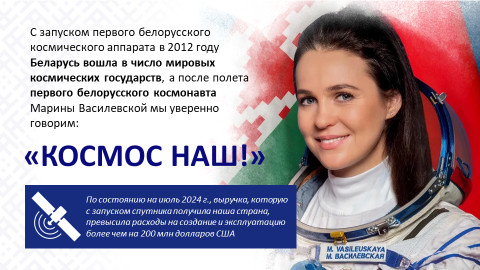 С запуском первого белорусского
космического аппарата в 2012 году
Беларусь вошла в число мировых
космических государств, а после полета
первого белорусского космонавта
Марины Василевской мы уверенно
говорим:
«КОСМОС НАШ!»
По состоянию на июль 2024 г., выручка, которую
с запуском спутника получила наша страна,
превысила расходы на создание и эксплуатацию
более чем на 200 млн долларов США
M. VASILEUSKAYA
М. ВАСИЛЕВСКАЯ